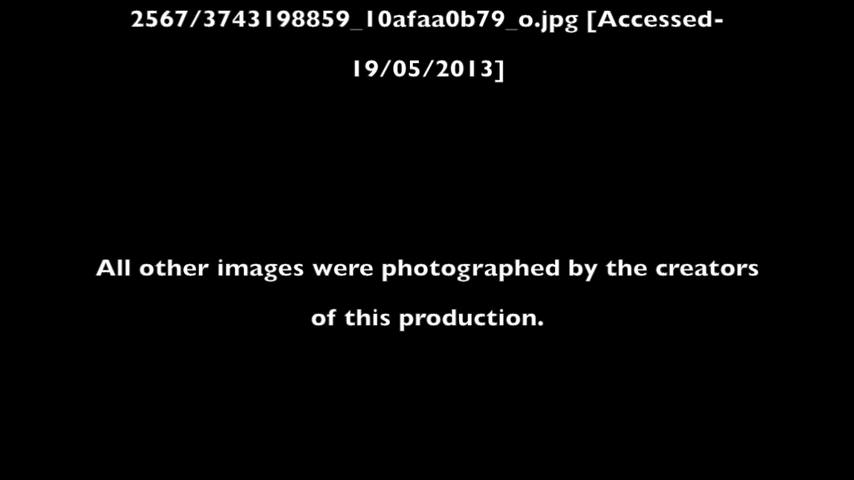 2567/3743198859_10afaa0b79_o.jpg [Accessed-
19/05/2013]
All other images were photographed by the creators
of this production.